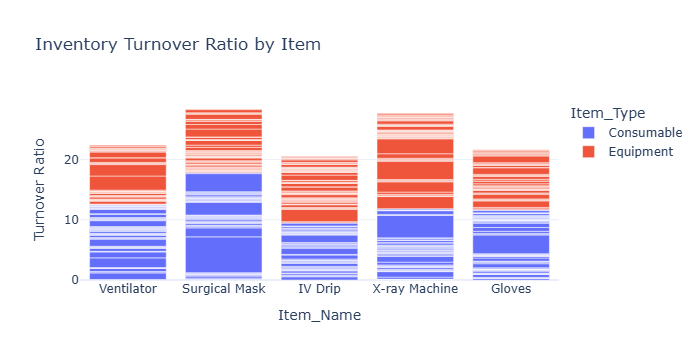 Inventory Turnover Ratio by Item
Item_Type
Consumable
Equipment
Turnover Ratio
20
10
0
Ventilator
Surgical Mask
IV Drip
X-ray Machine
Gloves
Item_Name